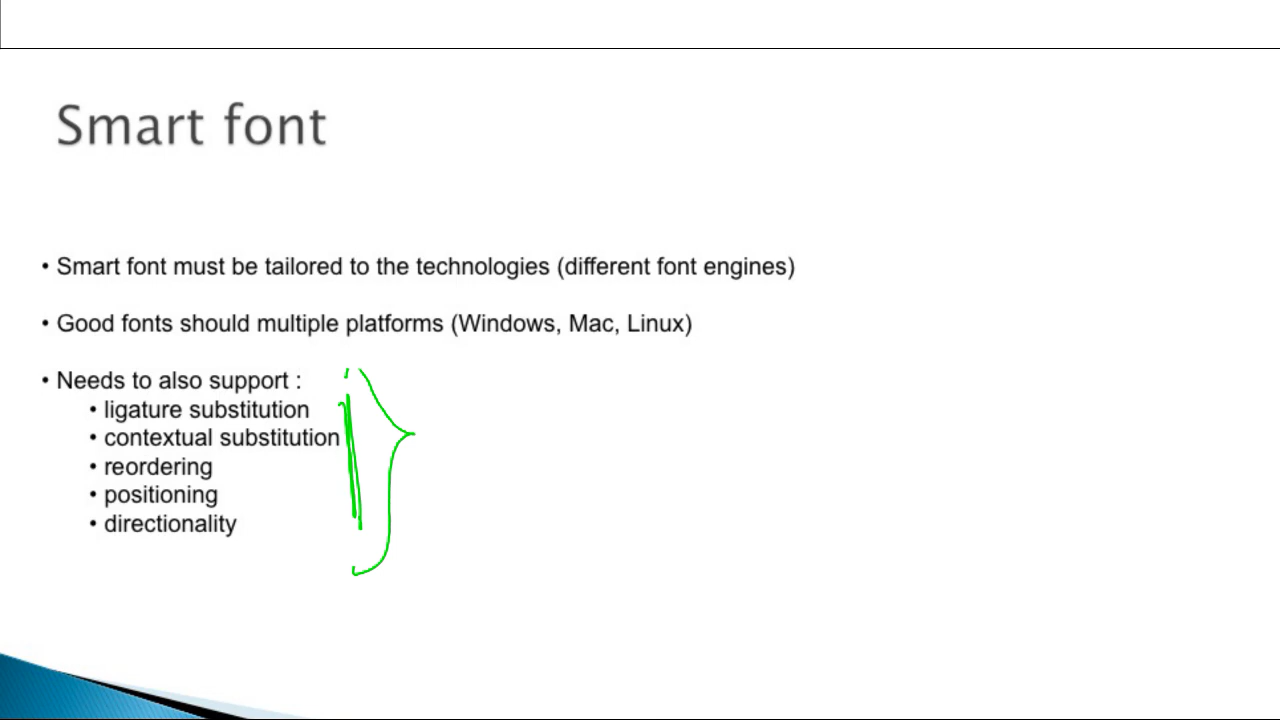 Smart font
• Smart font must be tailored to the technologies (different font engines)
• Good fonts should multiple platforms (Windows, Mac, Linux)
• Needs to also support :
• ligature substitution
• contextual substitution
• reordering
• positioning
• directionality